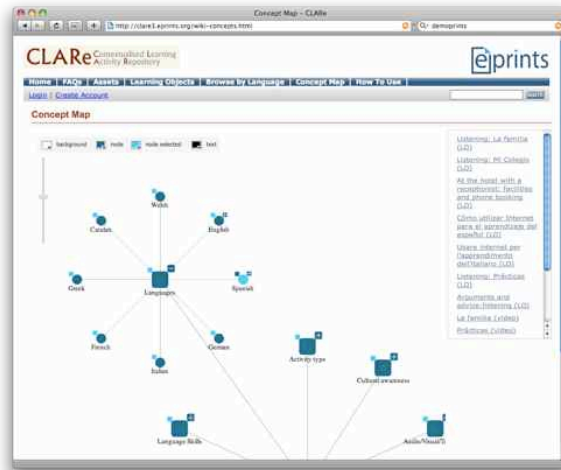 Concept Map – CLARe
http://clare3.eprints.org/wiki-concepts.html
Q- demoprints
CLARe Contextualised Learning
Activity Repository
eprints
Home | FAQs | Assets | Learning Objects | Browse by Language | Concept Map | How To Use |
Login | Create Account
Concept Map
background node node selected text
Listening: La familia
(LO)
Listening: Mi Colegio
(LO)
At the hotel with a
receptionist: facilities
and phone booking
(LO)
Cómo utilizar Internet
para el aprendizaje del
español (LO)
Usare Internet per
l'apprendimento
dell'italiano (LO)
Listening: Prácticas
(LO)
Arguments and
advice:listening (LO)
La familia (video)
Prácticas (video)
Welsh
Catalan
English
Greek
Languages
Spanish
French
German
Italian
Activity type
Cultural awareness
Language Skills
Audio/Visual/T